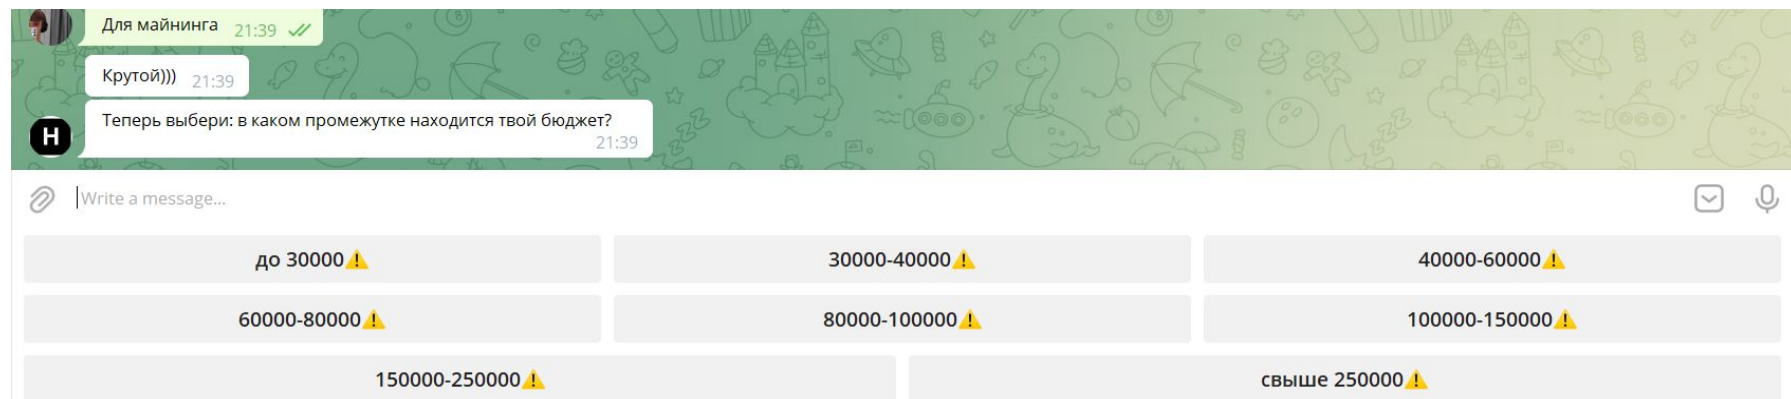 Для майнинга 21:39
Крутой))) 21:39
Теперь выбери: в каком промежутке находится твой бюджет?
21:39
H
Write a message...
до 30000⚠️ 30000-40000⚠️ 40000-60000⚠️
60000-80000⚠️ 80000-100000⚠️ 100000-150000⚠️
150000-250000⚠️ свыше 250000⚠️